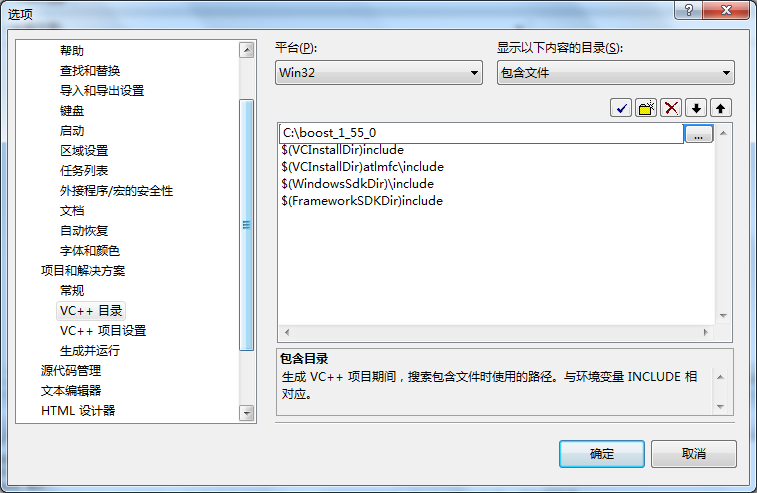 选项
帮助
查找和替换
导入和导出设置
键盘
启动
区域设置
任务列表
外接程序/宏的安全性
文档
自动恢复
字体和颜色
项目和解决方案
常规
VC++ 目录
VC++ 项目设置
生成并运行
源代码管理
文本编辑器
HTML 设计器
平台(P):
Win32
显示以下内容的目录(S):
包含文件
C:\boost_1_55_0
...
$(VCInstallDir)include
$(VCInstallDir)atlmfc\include
$(WindowsSdkDir)\include
$(FrameworkSDKDir)include
包含目录
生成 VC++ 项目期间，搜索包含文件时使用的路径。与环境变量 INCLUDE 相
对应。
确定
取消